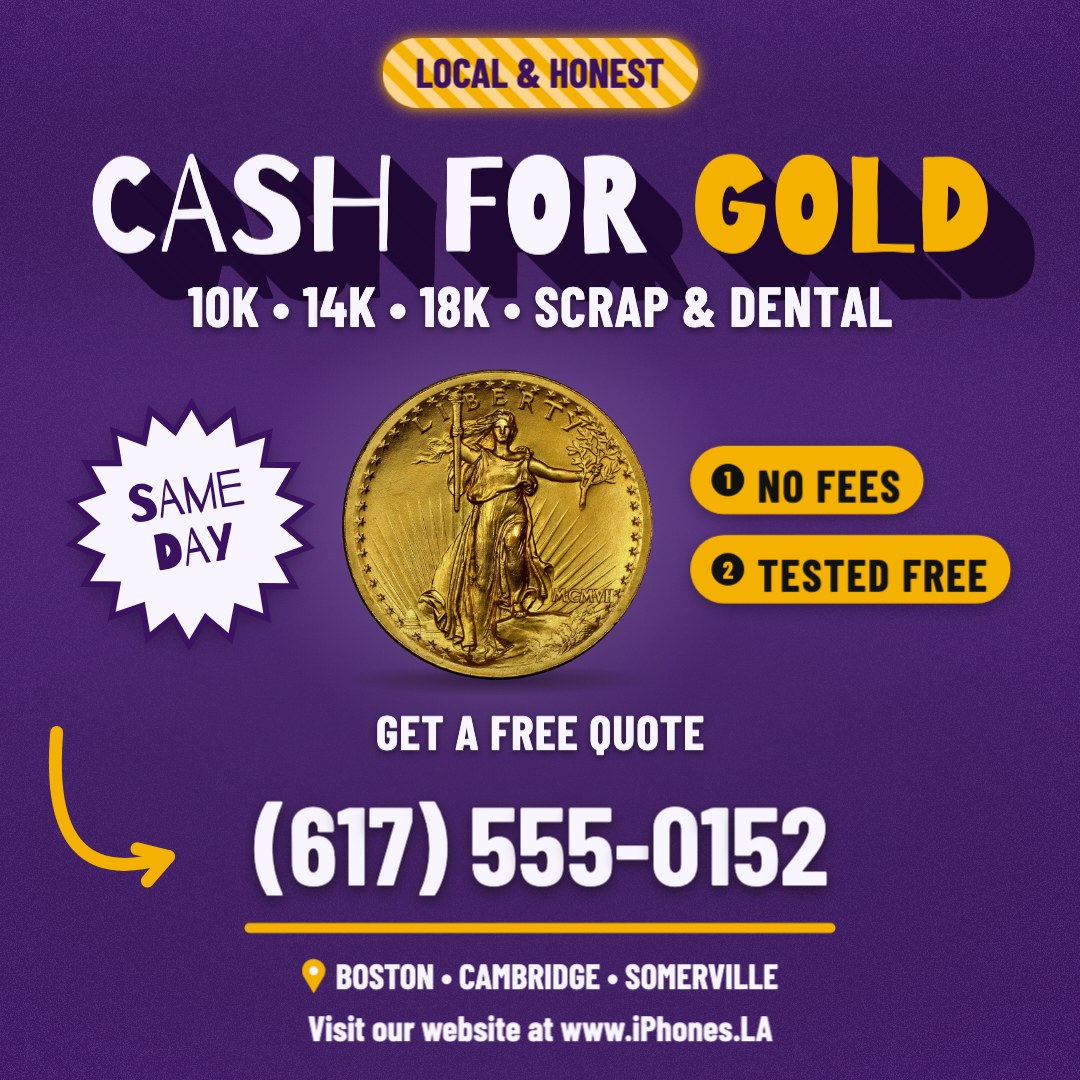 LOCAL & HONEST
CASH FOR GOLD
10K • 14K • 18K • SCRAP & DENTAL
LIBERTY
SAME
DAY
1 NO FEES
2 TESTED FREE
MCMVII
GET A FREE QUOTE
(617) 555-0152
BOSTON • CAMBRIDGE • SOMERVILLE
Visit our website at www.iPhones.LA